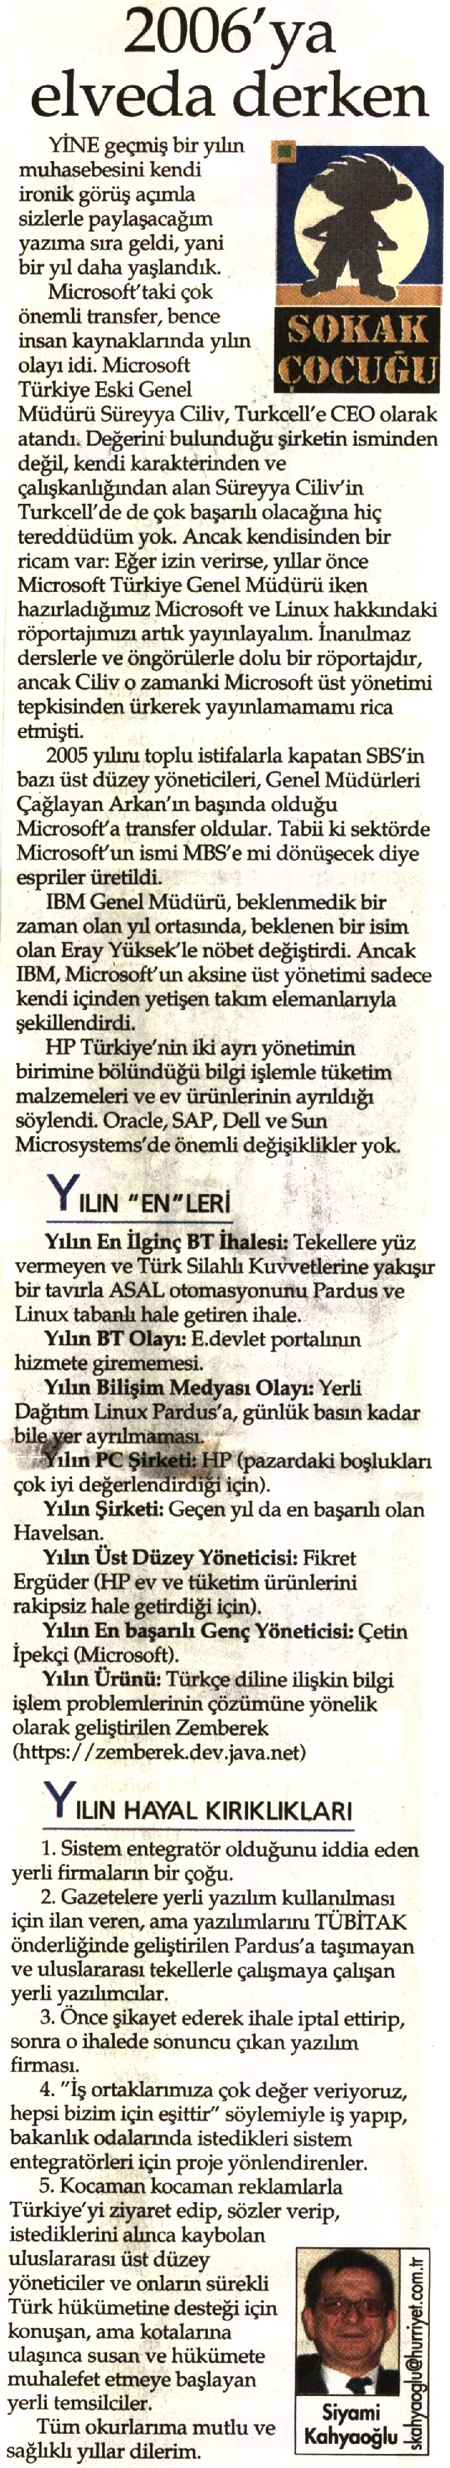 2006'ya
elveda derken
YİNE geçmiş bir yılın
muhasebesini kendi
ironik görüş açımla
sizlerle paylaşacağım
yazıma sıra geldi, yani
bir yıl daha yaşlandık.
Microsoft'taki çok
önemli transfer, bence
insan kaynaklarında yılın
olayı idi. Microsoft
Türkiye Eski Genel
SOKAK
ÇOCUĞU
Müdürü Süreyya Ciliv, Turkcell'e CEO olarak
atandı. Değerini bulunduğu şirketin isminden
değil, kendi karakterinden ve
çalışkanlığından alan Süreyya Ciliv'in
Turkcell'de de çok başarılı olacağına hiç
tereddüdüm yok. Ancak kendisinden bir
ricam var: Eğer izin verirse, yıllar önce
Microsoft Türkiye Genel Müdürü iken
hazırladığımız Microsoft ve Linux hakkındaki
röportajımızı artık yayınlayalım. İnanılmaz
derslerle ve öngörülerle dolu bir röportajdır,
ancak Ciliv o zamanki Microsoft üst yönetimi
tepkisinden ürkerek yayınlamamamı rica
etmişti.
2005 yılını toplu istifalarla kapatan SBS'in
bazı üst düzey yöneticileri, Genel Müdürleri
Çağlayan Arkan'ın başında olduğu
Microsoft'a transfer oldular. Tabii ki sektörde
Microsoft'un ismi MBS'e mi dönüşecek diye
espriler üretildi.
IBM Genel Müdürü, beklenmedik bir
zaman olan yıl ortasında, beklenen bir isim
olan Eray Yüksek'le nöbet değiştirdi. Ancak
IBM, Microsoft'un aksine üst yönetimi sadece
kendi içinden yetişen takım elemanlarıyla
şekillendirdi.
HP Türkiye'nin iki ayrı yönetimin
birimine bölündüğü bilgi işlemle tüketim
malzemeleri ve ev ürünlerinin ayrıldığı
söylendi. Oracle, SAP, Dell ve Sun
Microsystems'de önemli değişiklikler yok.
YILIN "EN"LERİ
Yılın En İlginç BT İhalesi: Tekellere yüz
vermeyen ve Türk Silahlı Kuvvetlerine yakışır
bir tavırla ASAL otomasyonunu Pardus ve
Linux tabanlı hale getiren ihale.
Yılın BT Olayı: E.devlet portalının
hizmete girememesi.
Yılın Bilişim Medyası Olayı: Yerli
Dağıtım Linux Pardus'a, günlük basın kadar
bile yer ayrılmaması.
Yılın PC Şirketi: HP (pazardaki boşlukları
çok iyi değerlendirdiği için).
Yılın Şirketi: Geçen yıl da en başarılı olan
Havelsan.
Yılın Üst Düzey Yöneticisi: Fikret
Ergüder (HP ev ve tüketim ürünlerini
rakipsiz hale getirdiği için).
Yılın En başarılı Genç Yöneticisi: Çetin
İpekçi (Microsoft).
Yılın Ürünü: Türkçe diline ilişkin bilgi
işlem problemlerinin çözümüne yönelik
olarak geliştirilen Zemberek
(https://zemberek.dev.java.net)
YILIN HAYAL KIRIKLIKLARI
1. Sistem entegratör olduğunu iddia eden
yerli firmaların bir çoğu.
2. Gazetelere yerli yazılım kullanılması
için ilan veren, ama yazılımlarını TÜBİTAK
önderliğinde geliştirilen Pardus'a taşımayan
ve uluslararası tekellerle çalışmaya çalışan
yerli yazılımcılar.
3. Önce şikayet ederek ihale iptal ettirip,
sonra o ihalede sonuncu çıkan yazılım
firması.
4. "İş ortaklarımıza çok değer veriyoruz,
hepsi bizim için eşittir" söylemiyle iş yapıp,
bakanlık odalarında istedikleri sistem
entegratörleri için proje yönlendirenler.
5. Kocaman kocaman reklamlarla
Türkiye'yi ziyaret edip, sözler verip,
istediklerini alınca kaybolan
uluslararası üst düzey
yöneticiler ve onların sürekli
Türk hükümetine desteği için
konuşan, ama kotalarına
ulaşınca susan ve hükümete
muhalefet etmeye başlayan
yerli temsilciler.
Tüm okurlarıma mutlu ve
sağlıklı yıllar dilerim.
Siyami
Kahyaoğlu
skahyaoglu@hurriyet.com.tr